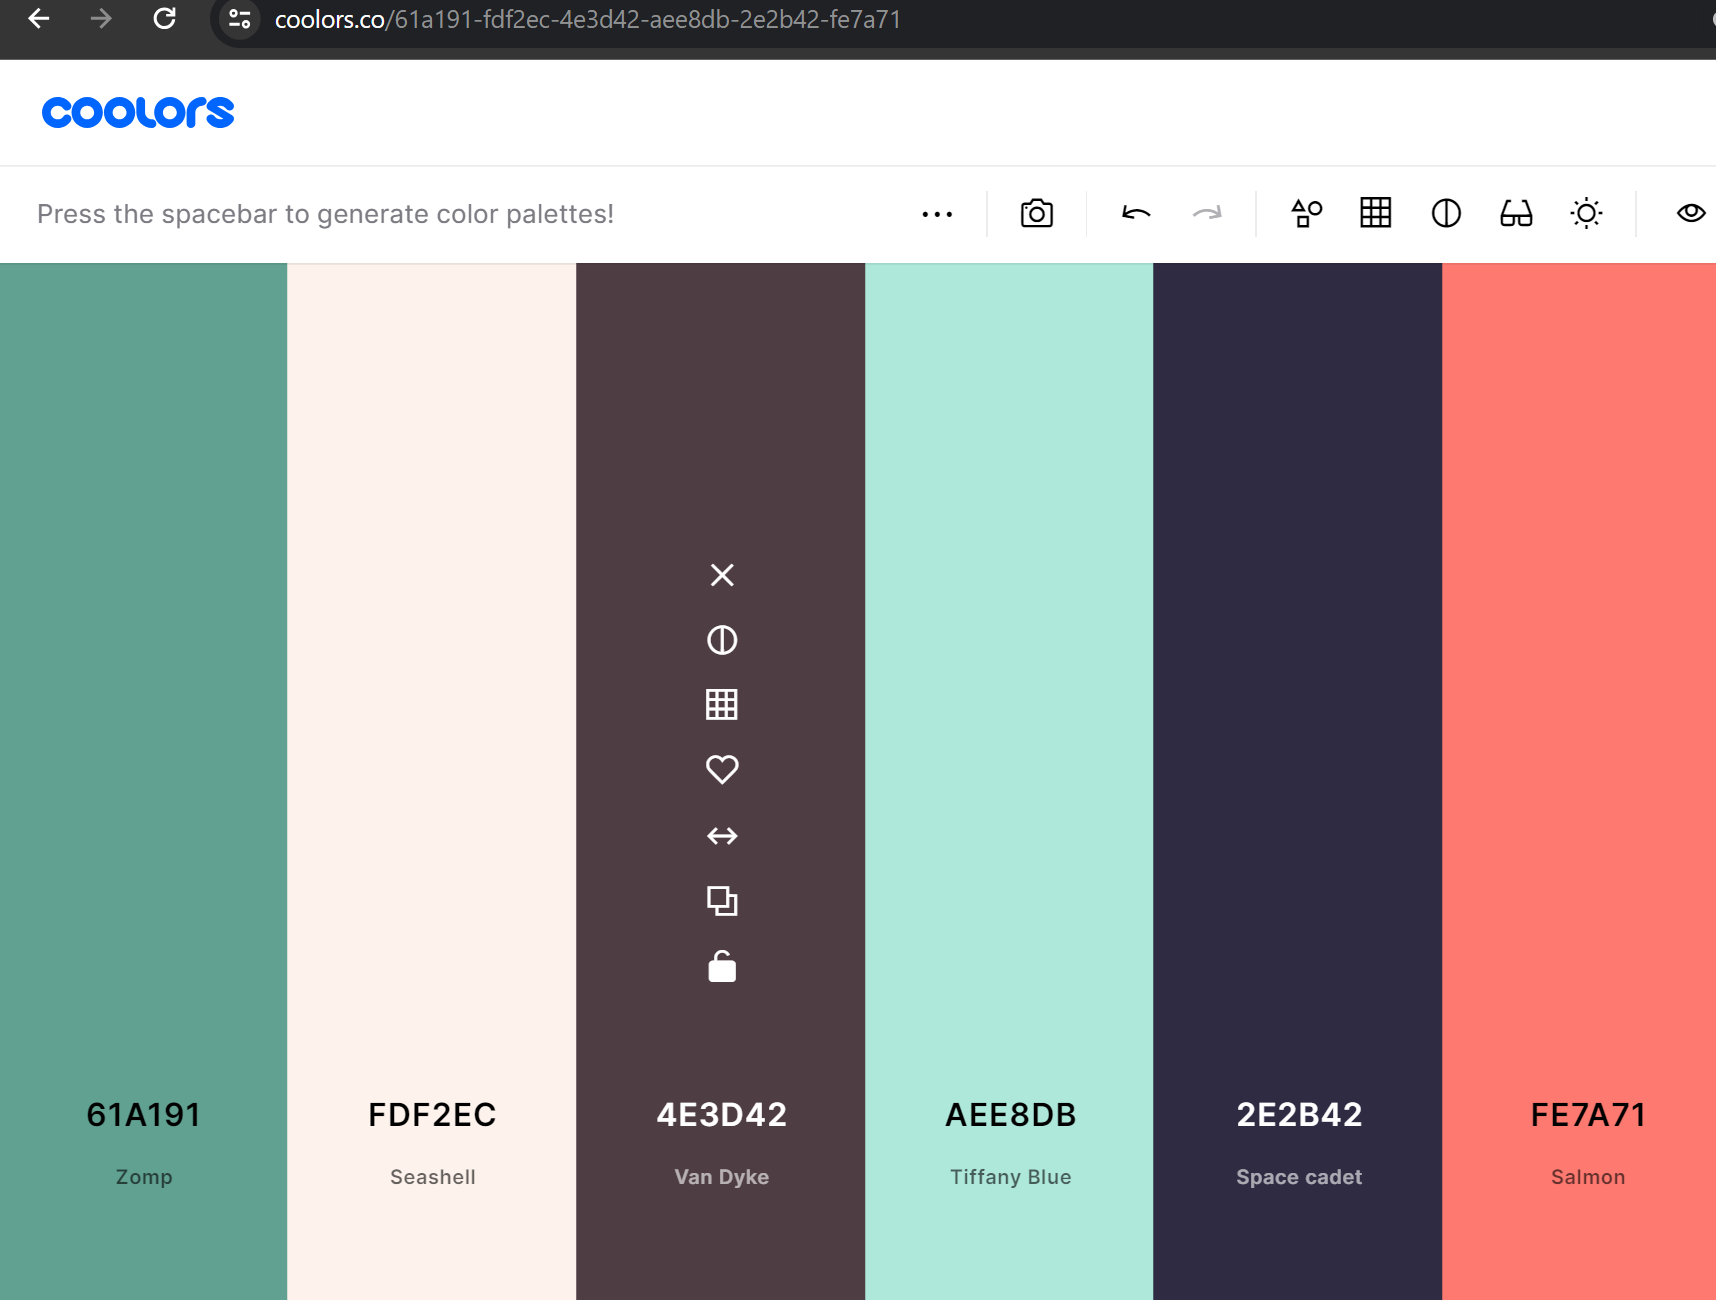 coolors.co/61a191-fdf2ec-4e3d42-aee8db-2e2b42-fe7a71
coolors
Press the spacebar to generate color palettes!
61A191
Zomp
FDF2EC
Seashell
4E3D42
Van Dyke
AEE8DB
Tiffany Blue
2E2B42
Space cadet
FE7A71
Salmon